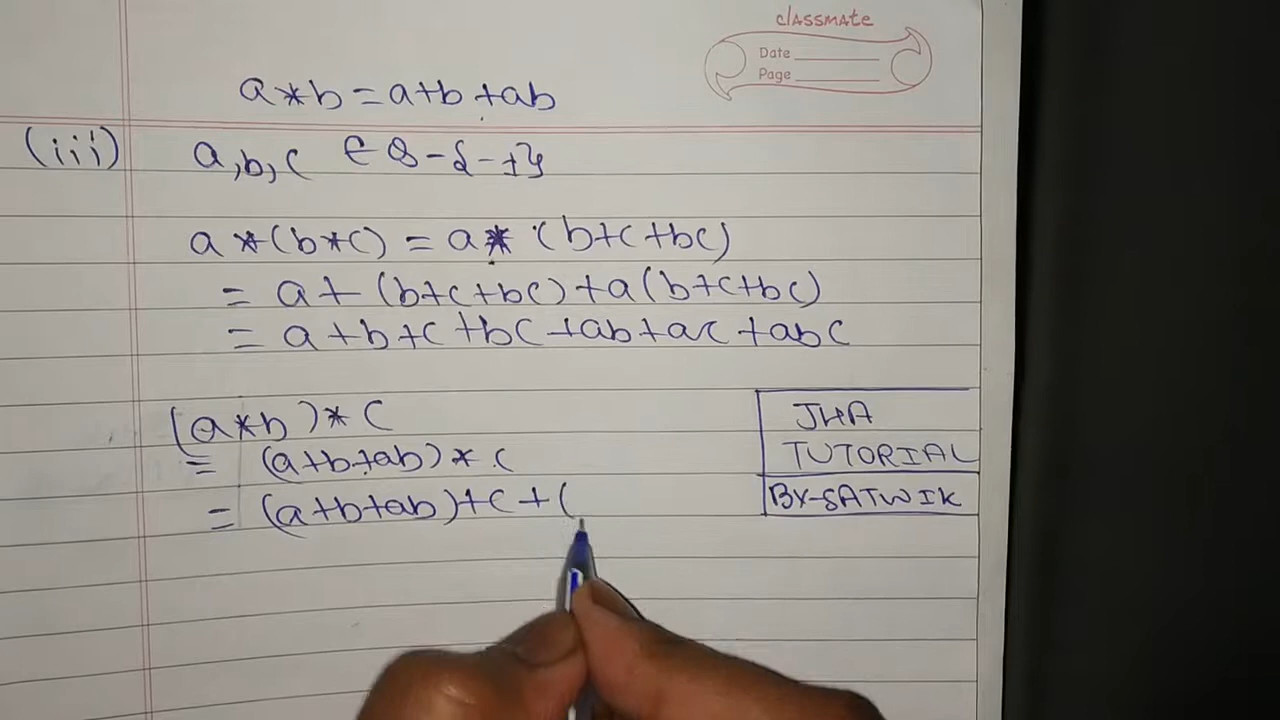 classmate
Date
Page
a*b = a+b+ab
(iii) a,b,c ∈ Q-{-1}
a*(b*c) = a*(b+c+bc)
= a+(b+c+bc)+a(b+c+bc)
= a+b+c+bc+ab+ac+abc
(a*b)*c
= (a+b+ab)*c
= (a+b+ab)+c+(
JHA
TUTORIAL
BY-SATWIK